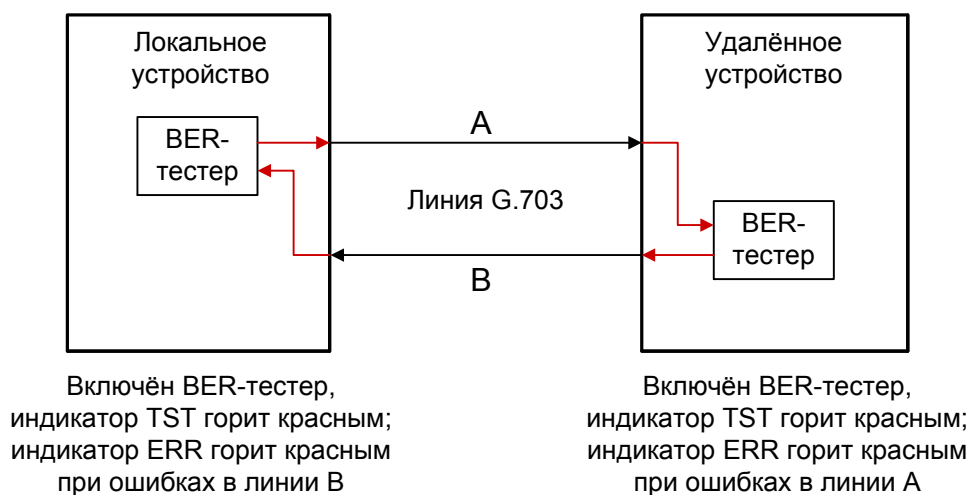 Локальное
устройство
Удалённое
устройство
BER-
тестер
A
Линия G.703
BER-
тестер
B
Включён BER-тестер,
индикатор TST горит красным;
индикатор ERR горит красным
при ошибках в линии B
Включён BER-тестер,
индикатор TST горит красным;
индикатор ERR горит красным
при ошибках в линии A